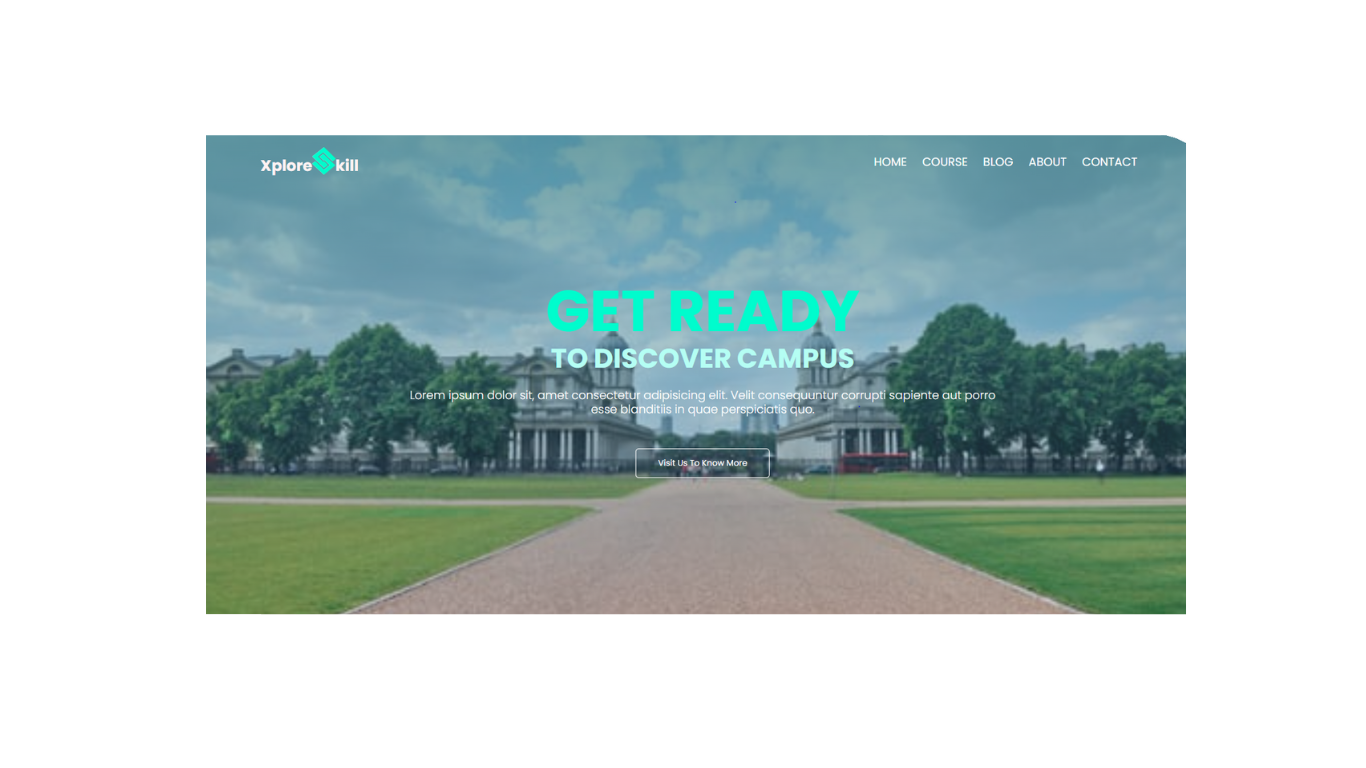 XploreSkill
HOME COURSE BLOG ABOUT CONTACT
GET READY
TO DISCOVER CAMPUS
Lorem ipsum dolor sit, amet consectetur adipisicing elit. Velit consequuntur corrupti sapiente aut porro
esse blanditiis in quae perspiciatis quo.
Visit Us To Know More